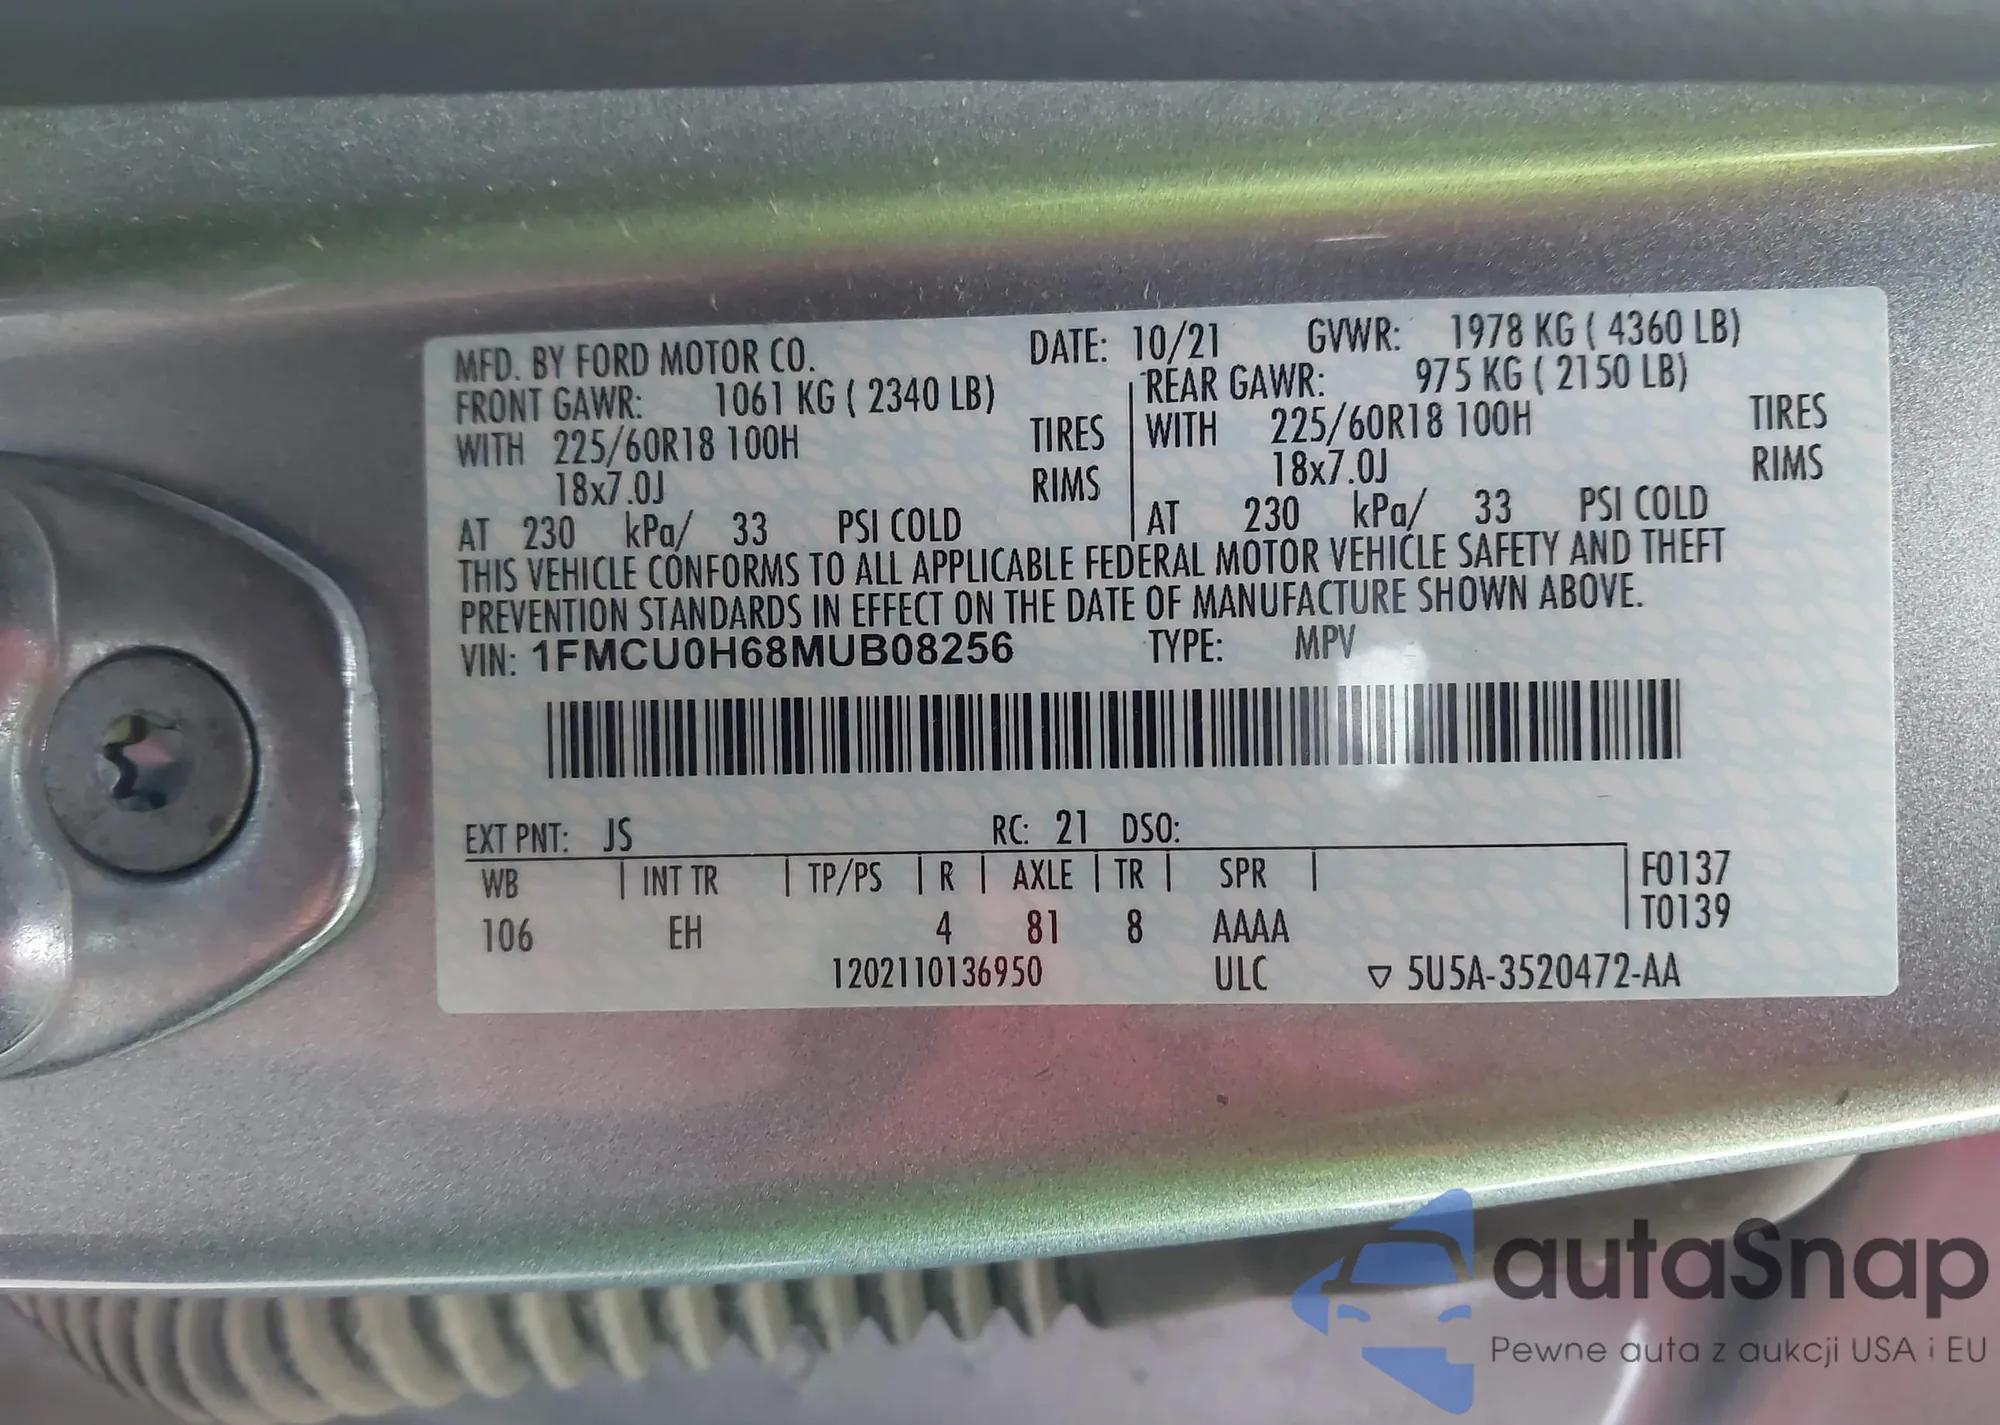 MFD. BY FORD MOTOR CO. DATE: 10/21 GVWR: 1978 KG ( 4360 LB)
FRONT GAWR: 1061 KG ( 2340 LB) REAR GAWR: 975 KG ( 2150 LB)
WITH 225/60R18 100H TIRES WITH 225/60R18 100H TIRES
18x7.0J RIMS 18x7.0J RIMS
AT 230 kPa/ 33 PSI COLD AT 230 kPa/ 33 PSI COLD
THIS VEHICLE CONFORMS TO ALL APPLICABLE FEDERAL MOTOR VEHICLE SAFETY AND THEFT
PREVENTION STANDARDS IN EFFECT ON THE DATE OF MANUFACTURE SHOWN ABOVE.
VIN: 1FMCU0H68MUB08256 TYPE: MPV
EXT PNT: JS RC: 21 DSO:
WB INT TR TP/PS R AXLE TR SPR F0137
106 EH 4 81 8 AAAA T0139
1202110136950 ULC ▽ 5U5A-3520472-AA
autaSnap
Pewne auta z aukcji USA i EU